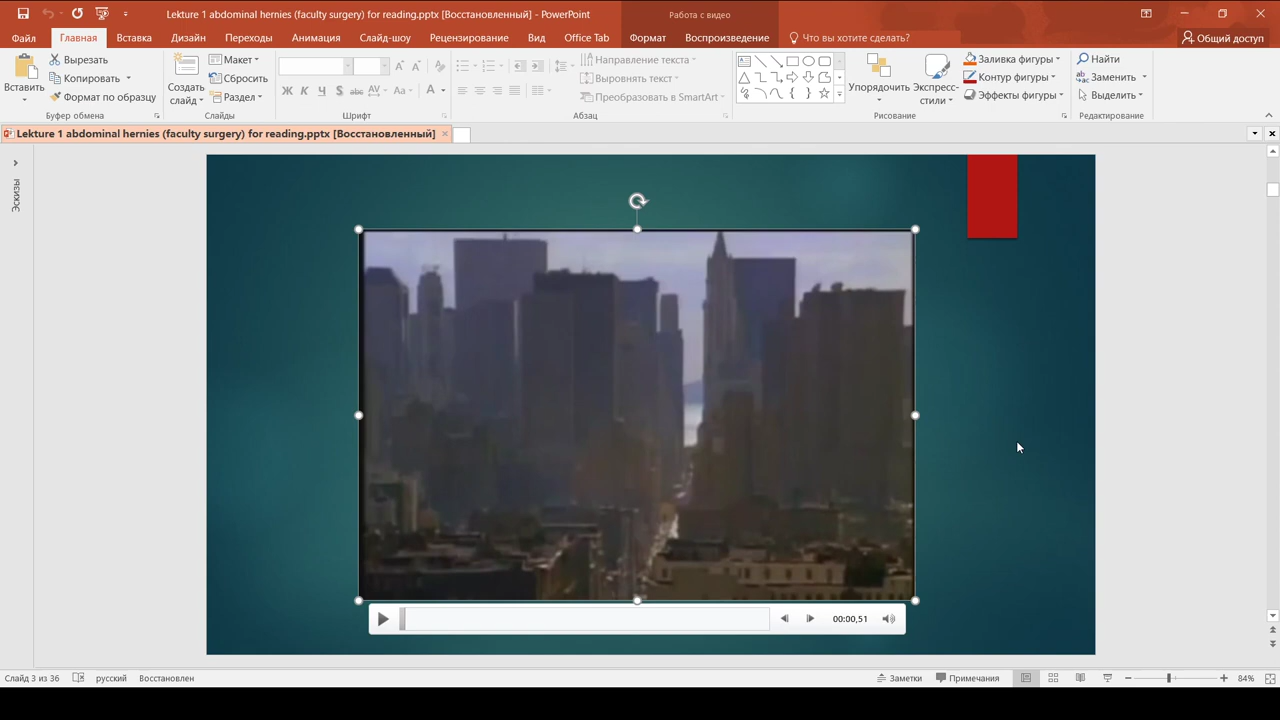 Lekture 1 abdominal hernies (faculty surgery) for reading.pptx [Восстановленный] - PowerPoint
Работа с видео
Файл
Главная
Вставка
Дизайн
Переходы
Анимация
Слайд-шоу
Рецензирование
Вид
Office Tab
Формат
Воспроизведение
Что вы хотите сделать?
Общий доступ
Вставить
Вырезать
Копировать
Формат по образцу
Буфер обмена
Создать слайд
Макет
Сбросить
Раздел
Слайды
Ж К Ч S abc AV Aa А
Шрифт
Направление текста
Выровнять текст
Преобразовать в SmartArt
Абзац
Упорядочить
Экспресс-стили
Заливка фигуры
Контур фигуры
Эффекты фигуры
Рисование
Найти
Заменить
Выделить
Редактирование
Lekture 1 abdominal hernies (faculty surgery) for reading.pptx [Восстановленный]
Эскизы
00:00,51
Слайд 3 из 36
русский
Восстановлен
Заметки
Примечания
84%